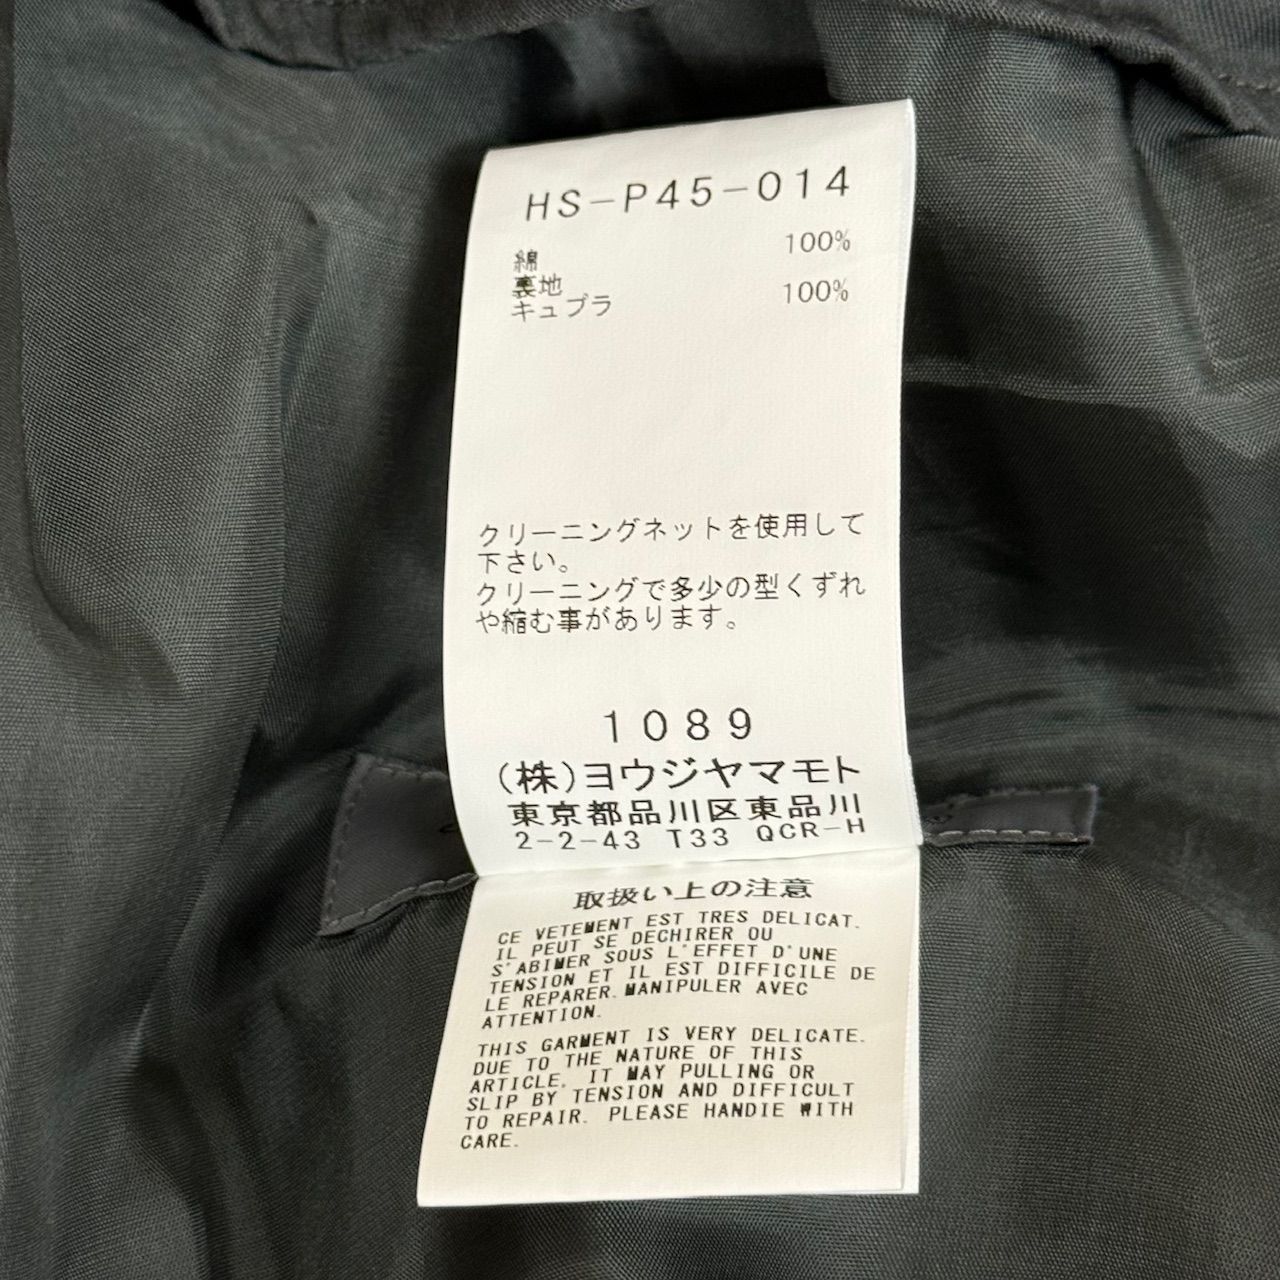 HS-P45-014
綿 100%
裏地
キュプラ 100%
クリーニングネットを使用して
下さい。
クリーニングで多少の型くずれ
や縮む事があります。
1089
(株)ヨウジヤマモト
東京都品川区東品川
2-2-43 T33 QCR-H
取扱い上の注意
CE VETEMENT EST TRES DELICAT.
IL PEUT SE DECHIRER OU
S'ABIMER SOUS L'EFFET D'UNE
TENSION ET IL EST DIFFICILE DE
LE REPARER.MANIPULER AVEC
ATTENTION.
THIS GARMENT IS VERY DELICATE.
DUE TO THE NATURE OF THIS
ARTICLE, IT MAY PULLING OR
SLIP BY TENSION AND DIFFICULT
TO REPAIR. PLEASE HANDIE WITH
CARE.